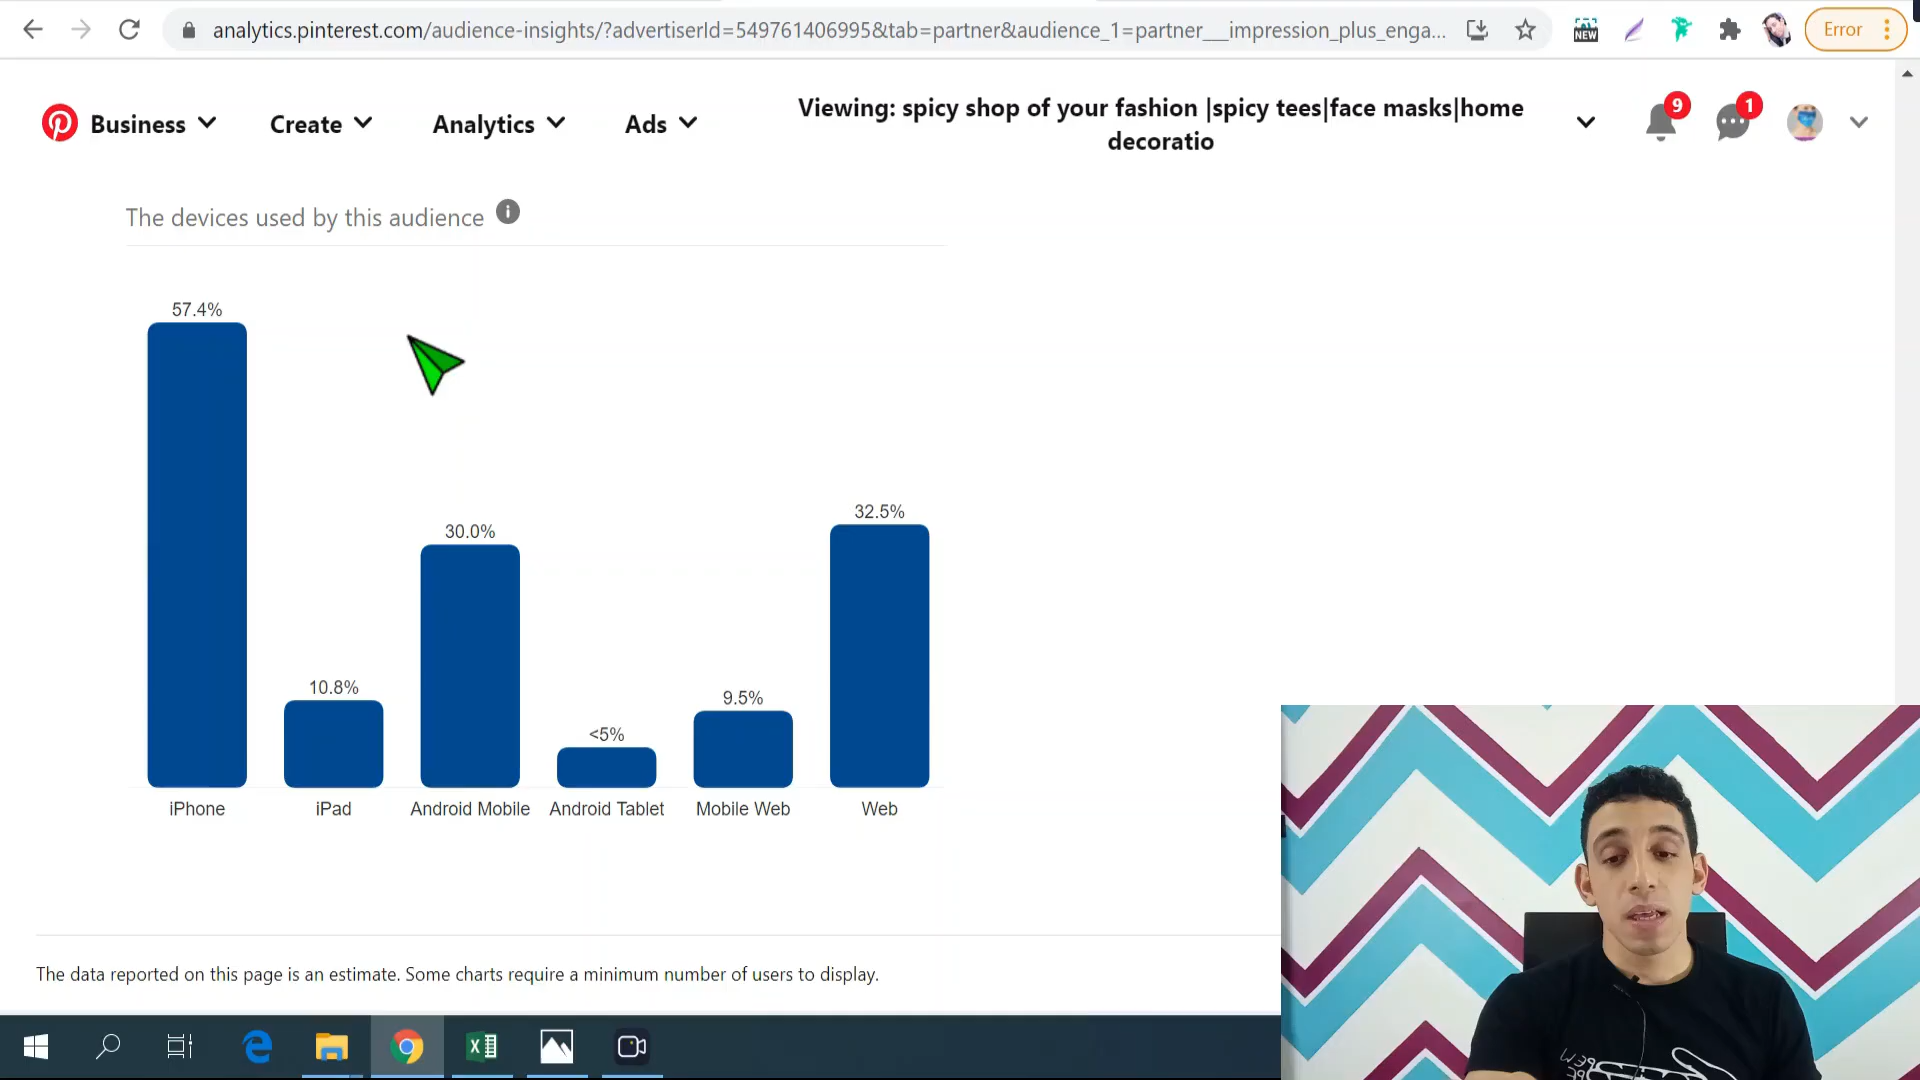 analytics.pinterest.com/audience-insights/?advertiserId=549761406995&tab=partner&audience_1=partner___impression_plus_enga...
NEW
Error
Business
Create
Analytics
Ads
Viewing: spicy shop of your fashion |spicy tees|face masks|home
decoratio
9
1
The devices used by this audience
57.4%
10.8%
30.0%
<5%
9.5%
32.5%
iPhone
iPad
Android Mobile
Android Tablet
Mobile Web
Web
The data reported on this page is an estimate. Some charts require a minimum number of users to display.